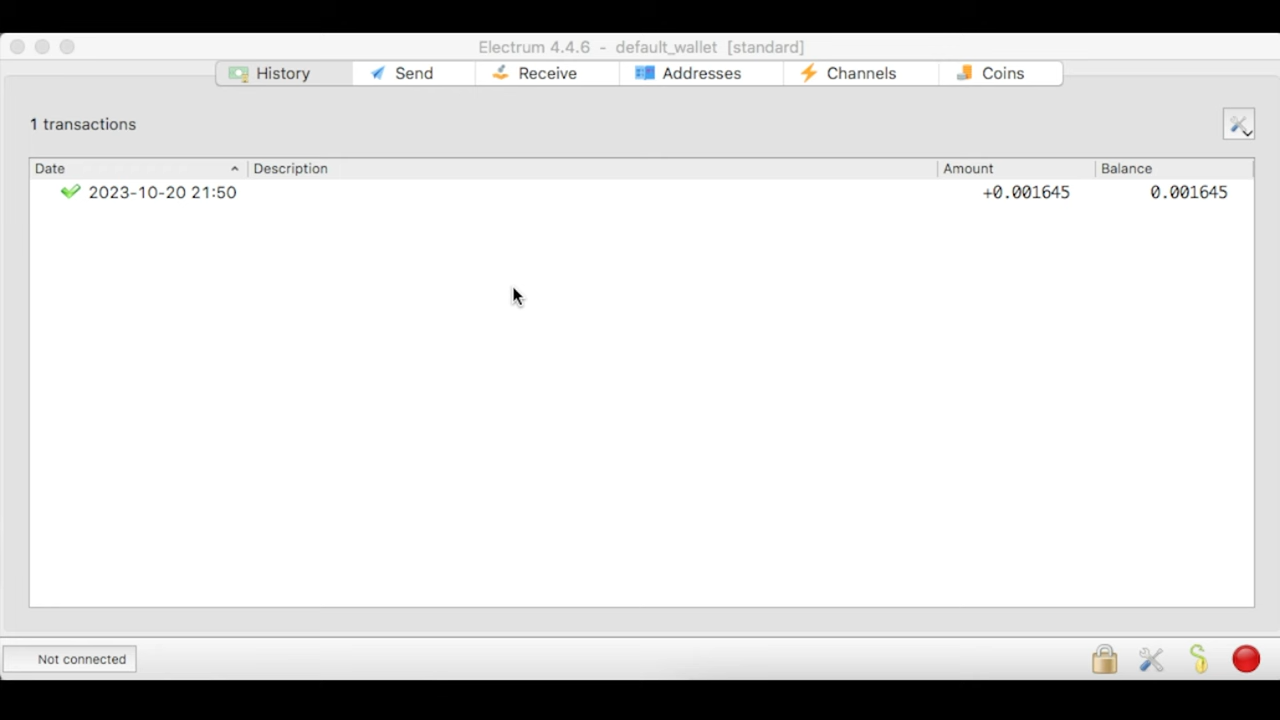 Electrum 4.4.6 - default_wallet [standard]
History Send Receive Addresses Channels Coins
1 transactions
Date Description Amount Balance
2023-10-20 21:50 +0.001645 0.001645
Not connected